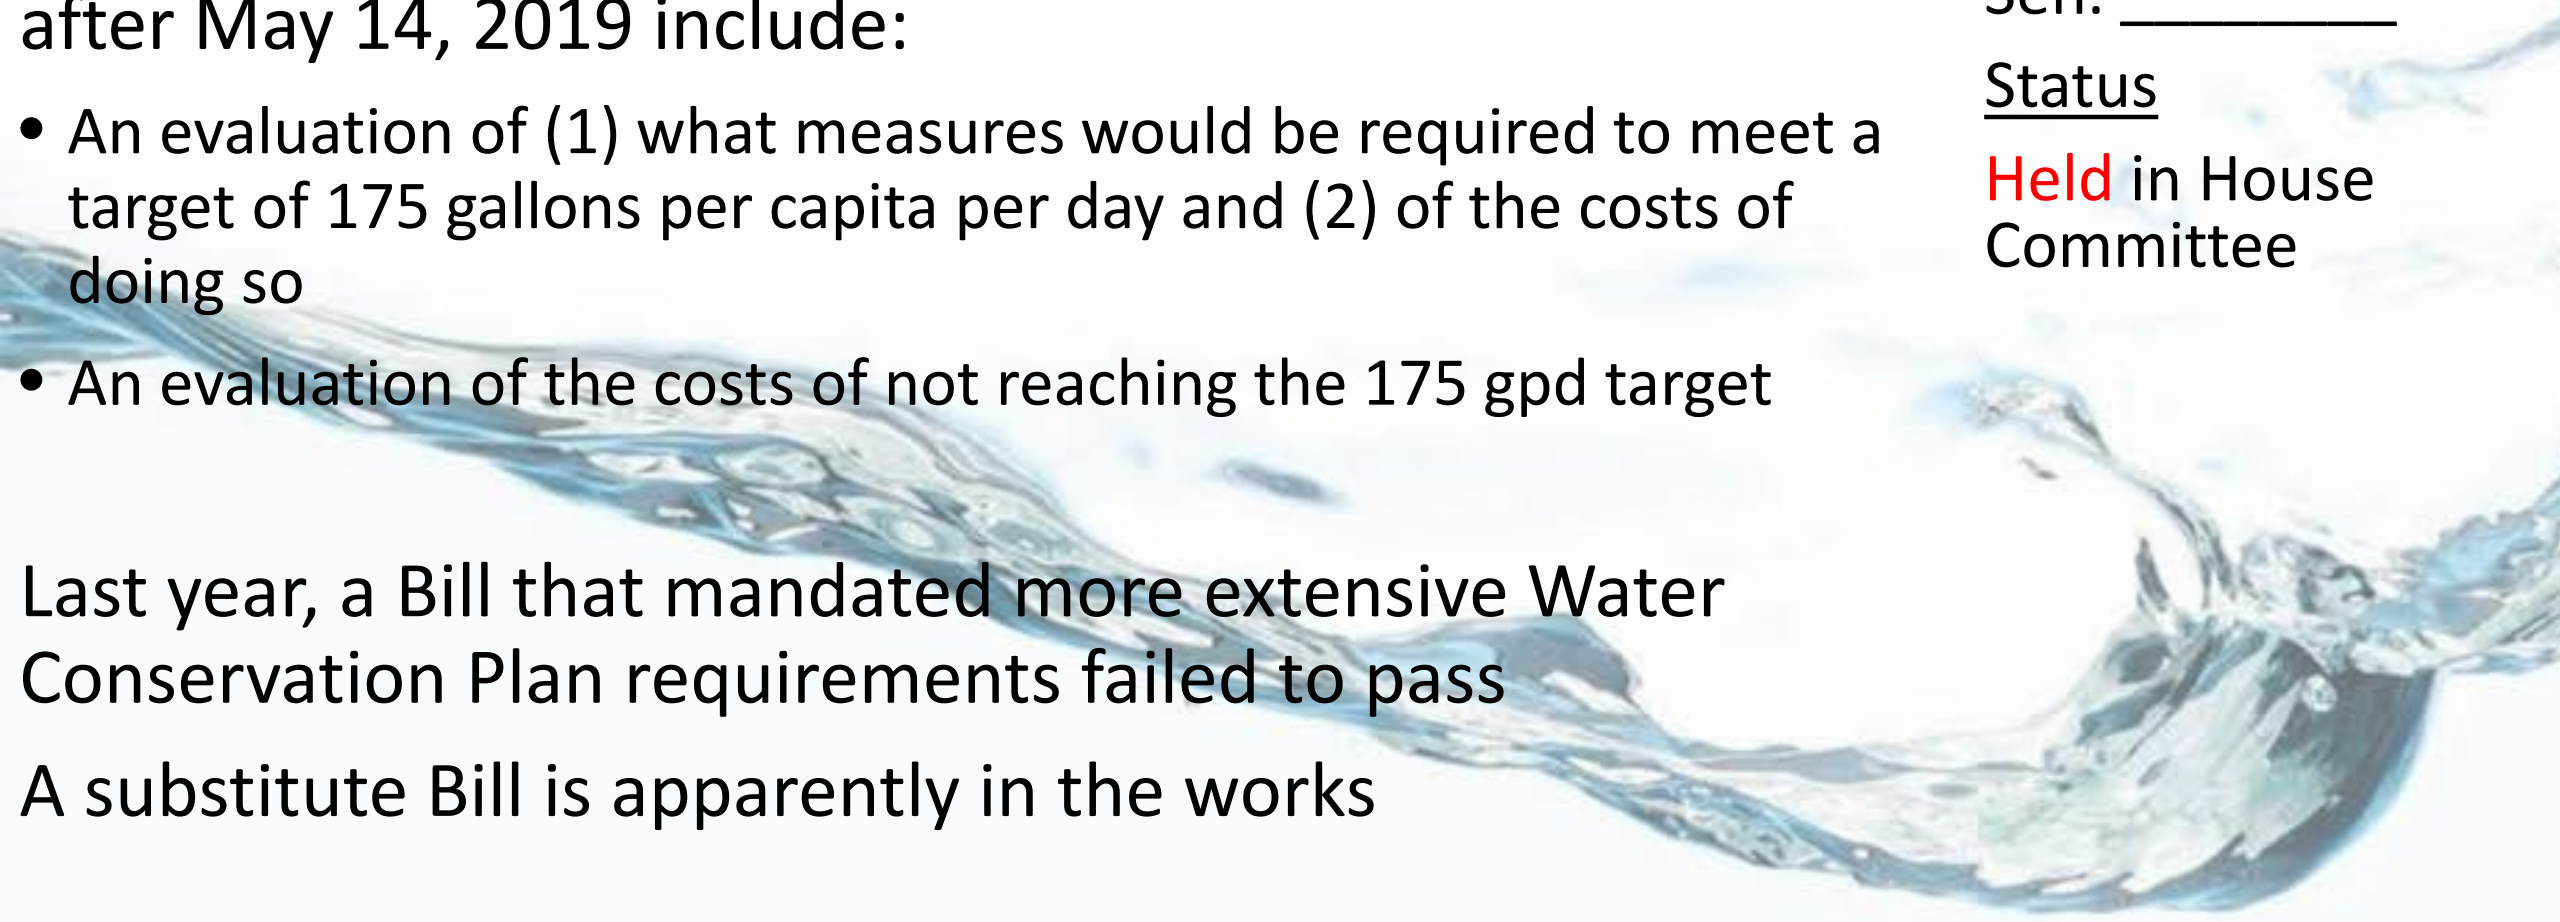 after May 14, 2019 include:
• An evaluation of (1) what measures would be required to meet a
target of 175 gallons per capita per day and (2) of the costs of
doing so
• An evaluation of the costs of not reaching the 175 gpd target
Last year, a Bill that mandated more extensive Water
Conservation Plan requirements failed to pass
A substitute Bill is apparently in the works
Sen. ________
Status
Held in House
Committee